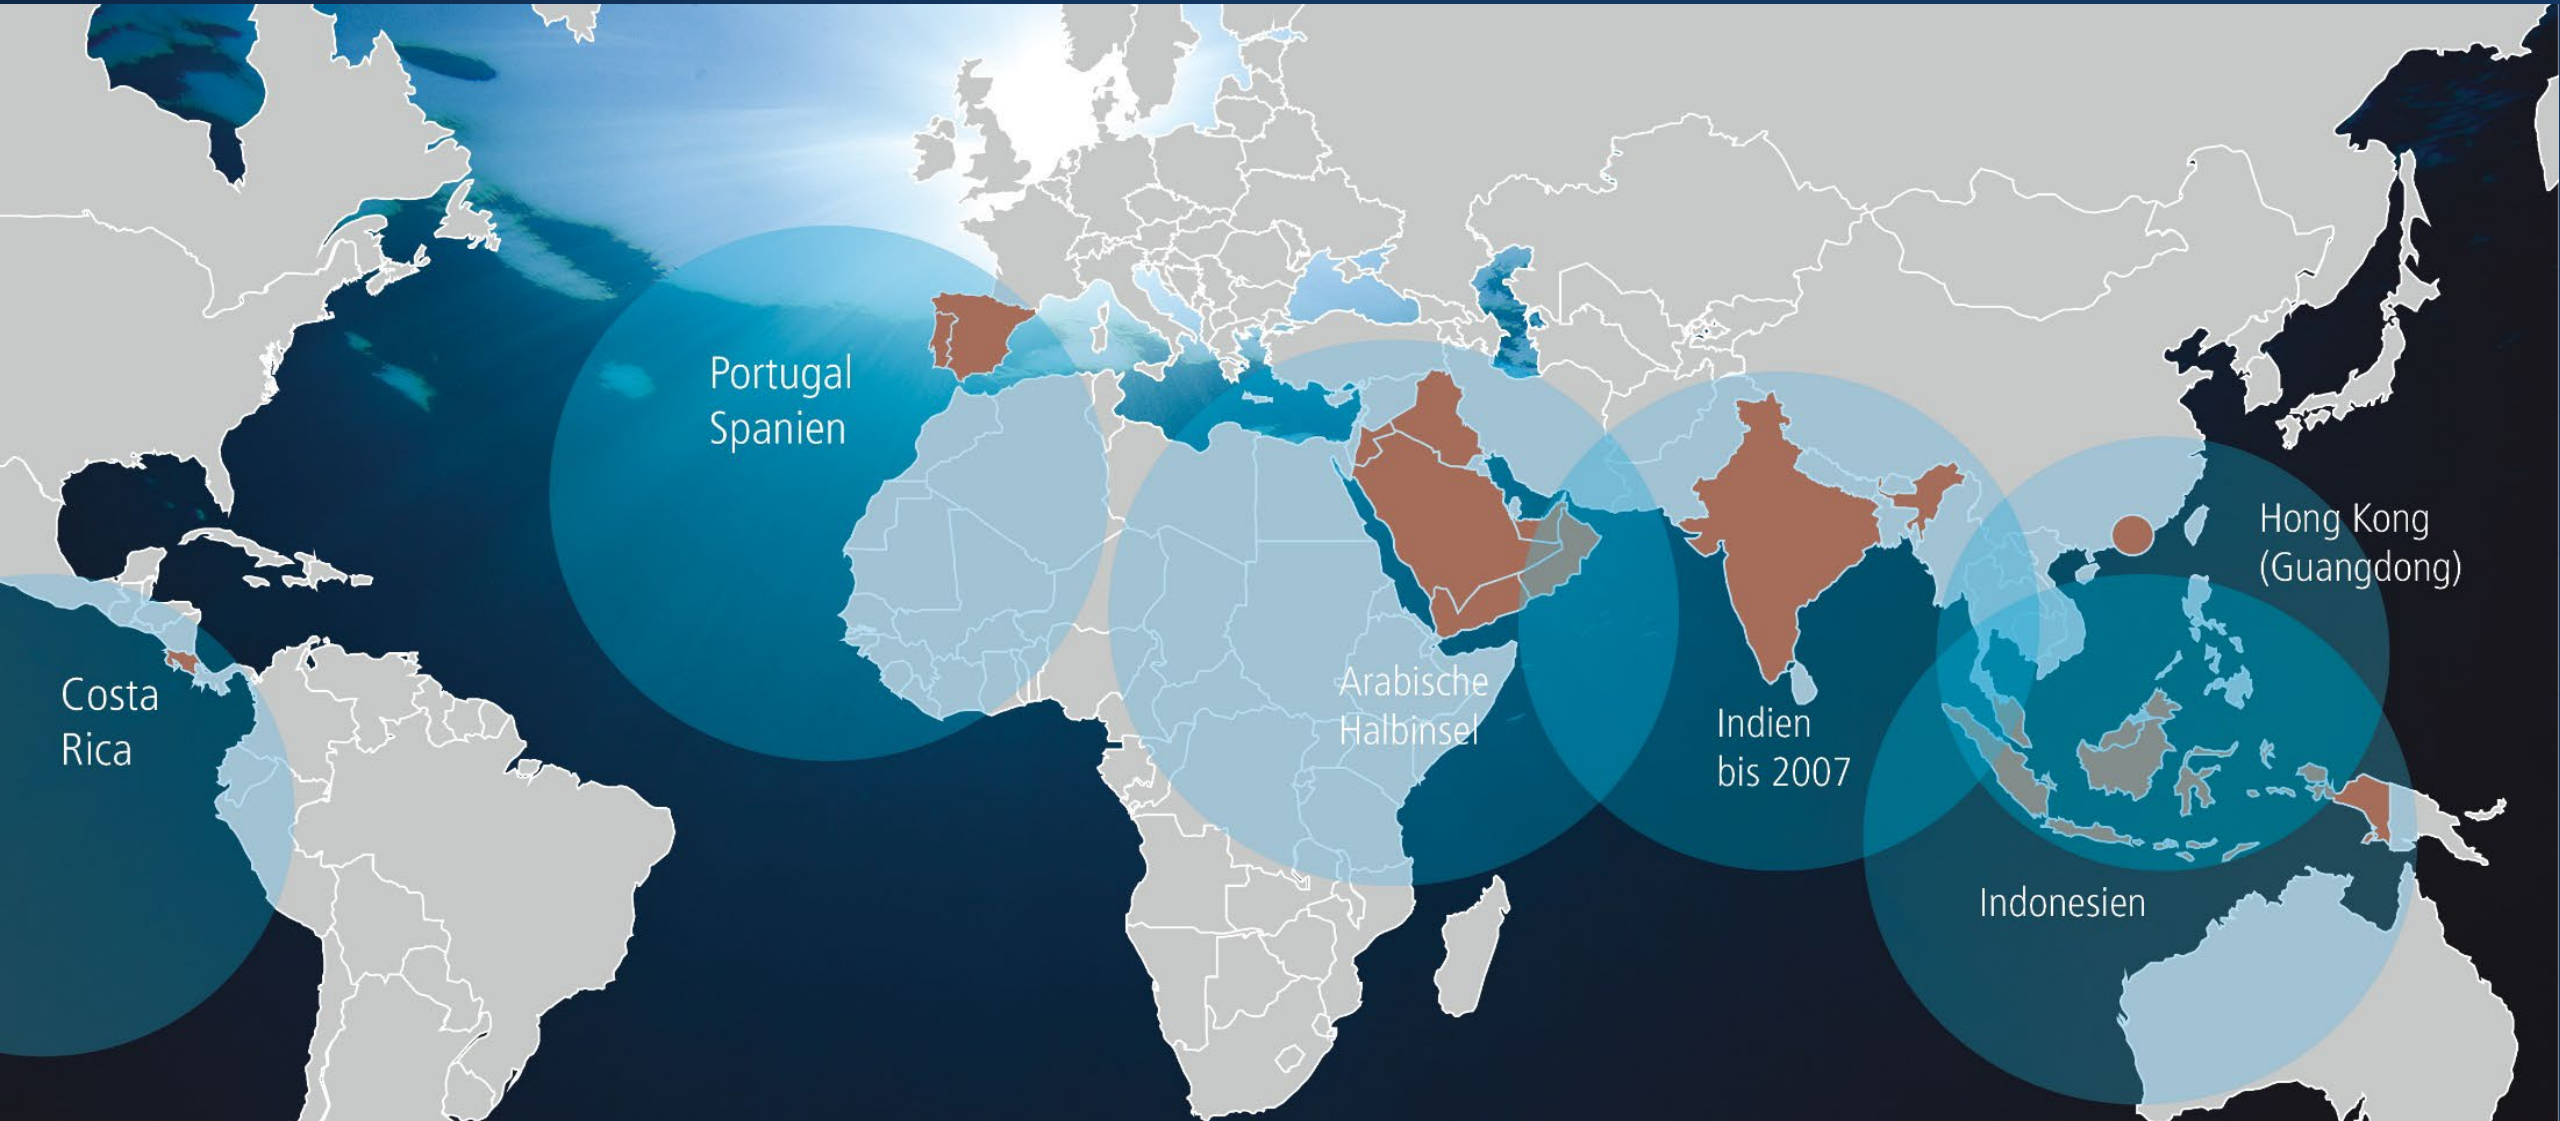 Portugal
Spanien
Hong Kong
(Guangdong)
Costa
Rica
Arabische
Halbinsel
Indien
bis 2007
Indonesien